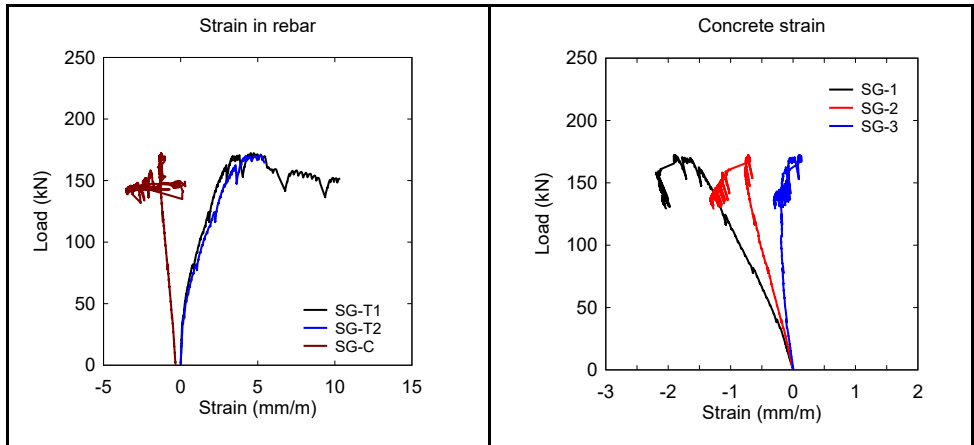 Strain in rebar
250
200
150
100
50
0
Load (kN)
SG-T1
SG-T2
SG-C
-5 0 5 10 15
Strain (mm/m)
Concrete strain
250
200
150
100
50
0
Load (kN)
SG-1
SG-2
SG-3
-3 -2 -1 0 1 2
Strain (mm/m)